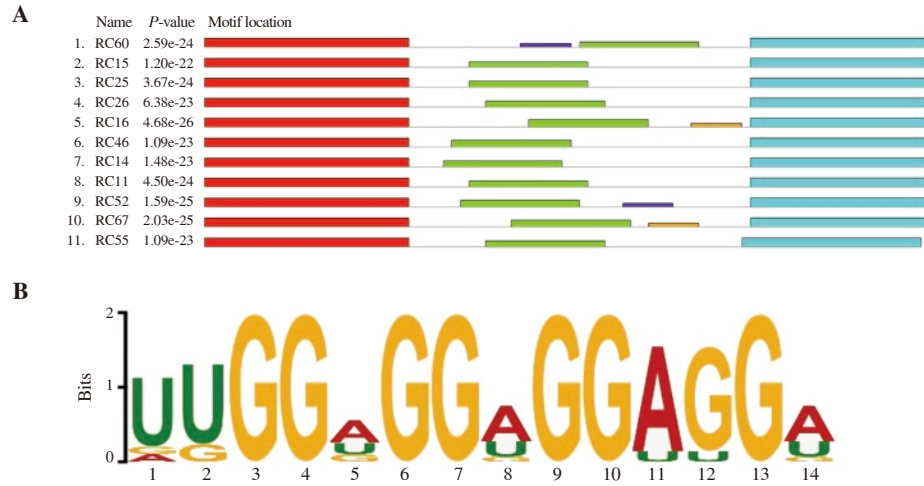 A
Name P-value Motif location
1. RC60 2.59e-24
2. RC15 1.20e-22
3. RC25 3.67e-24
4. RC26 6.38e-23
5. RC16 4.68e-26
6. RC46 1.09e-23
7. RC14 1.48e-23
8. RC11 4.50e-24
9. RC52 1.59e-25
10. RC67 2.03e-25
11. RC55 1.09e-23
B
2
1
0
Bits
UUGGAGGAGGAGGA
CG U U UU U
A G A A
1 2 3 4 5 6 7 8 9 10 11 12 13 14